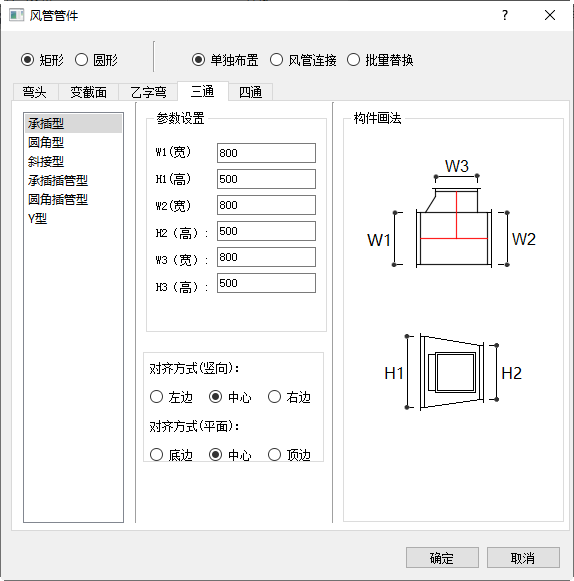 风管管件
矩形 圆形 单独布置 风管连接 批量替换
弯头 变截面 乙字弯 三通 四通
承插型
圆角型
斜接型
承插插管型
圆角插管型
Y型
参数设置
W1(宽) 800
H1(高) 500
W2(宽) 800
H2（高）: 500
W3（宽）: 800
H3（高）: 500
对齐方式(竖向):
左边 中心 右边
对齐方式(平面):
底边 中心 顶边
构件画法
W3
W1 W2
H1 H2
确定 取消